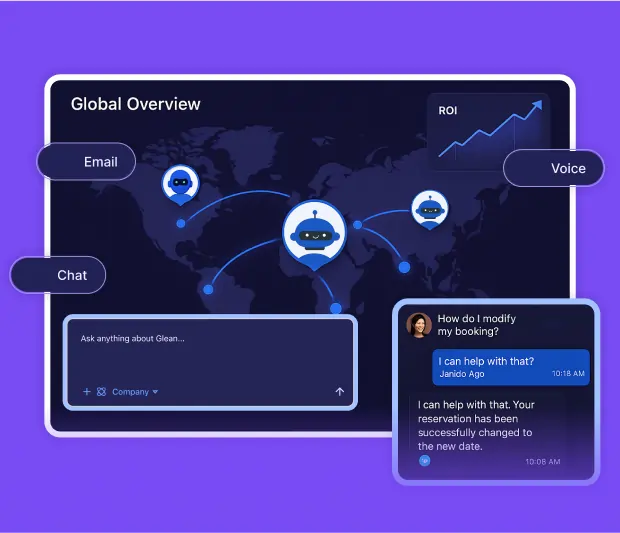 Global Overview
ROI
Email
Voice
Chat
Ask anything about Glean...
Company
How do I modify
my booking?
I can help with that?
Janido Ago
10:18 AM
I can help with that. Your
reservation has been
successfully changed to
the new date.
10:08 AM